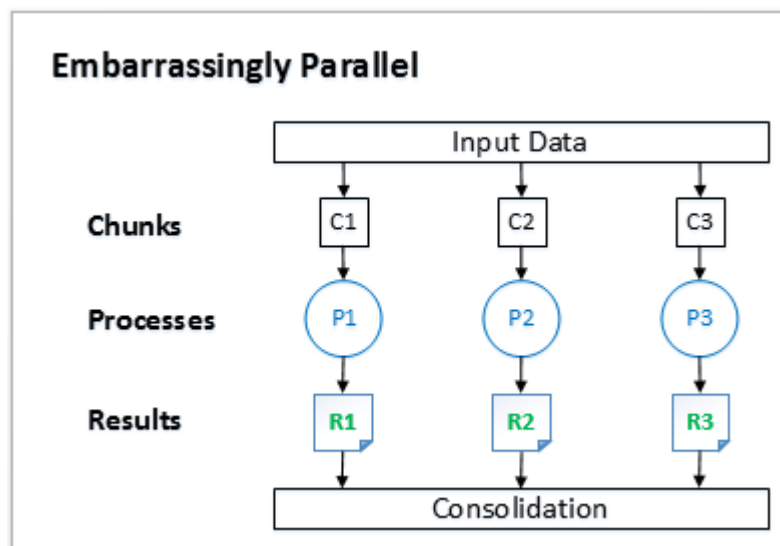 Embarrassingly Parallel
Input Data
Chunks C1 C2 C3
Processes P1 P2 P3
Results R1 R2 R3
Consolidation